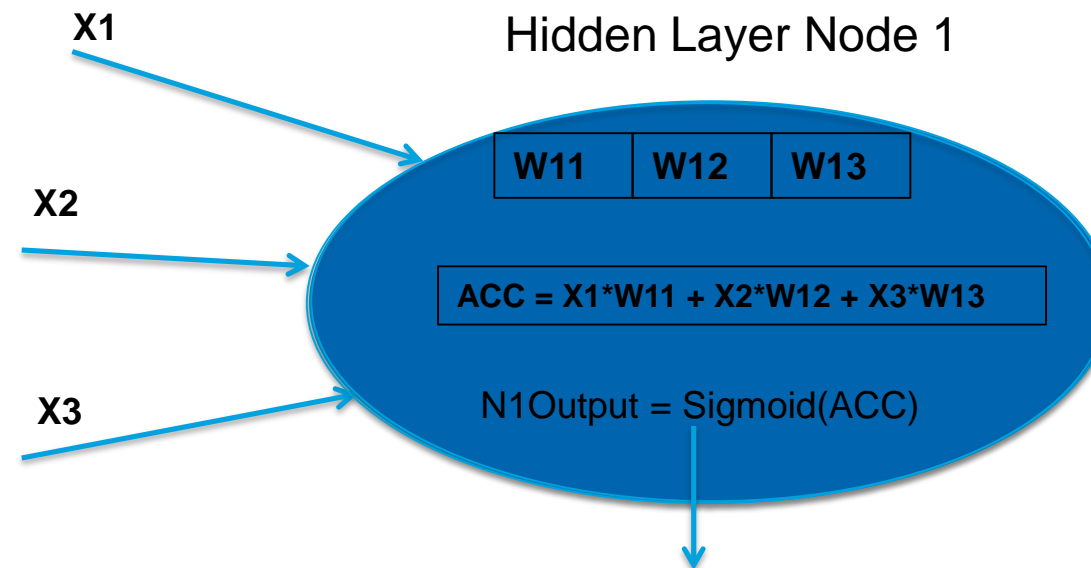 X1
Hidden Layer Node 1
W11 W12 W13
X2
ACC = X1*W11 + X2*W12 + X3*W13
X3
N1Output = Sigmoid(ACC)